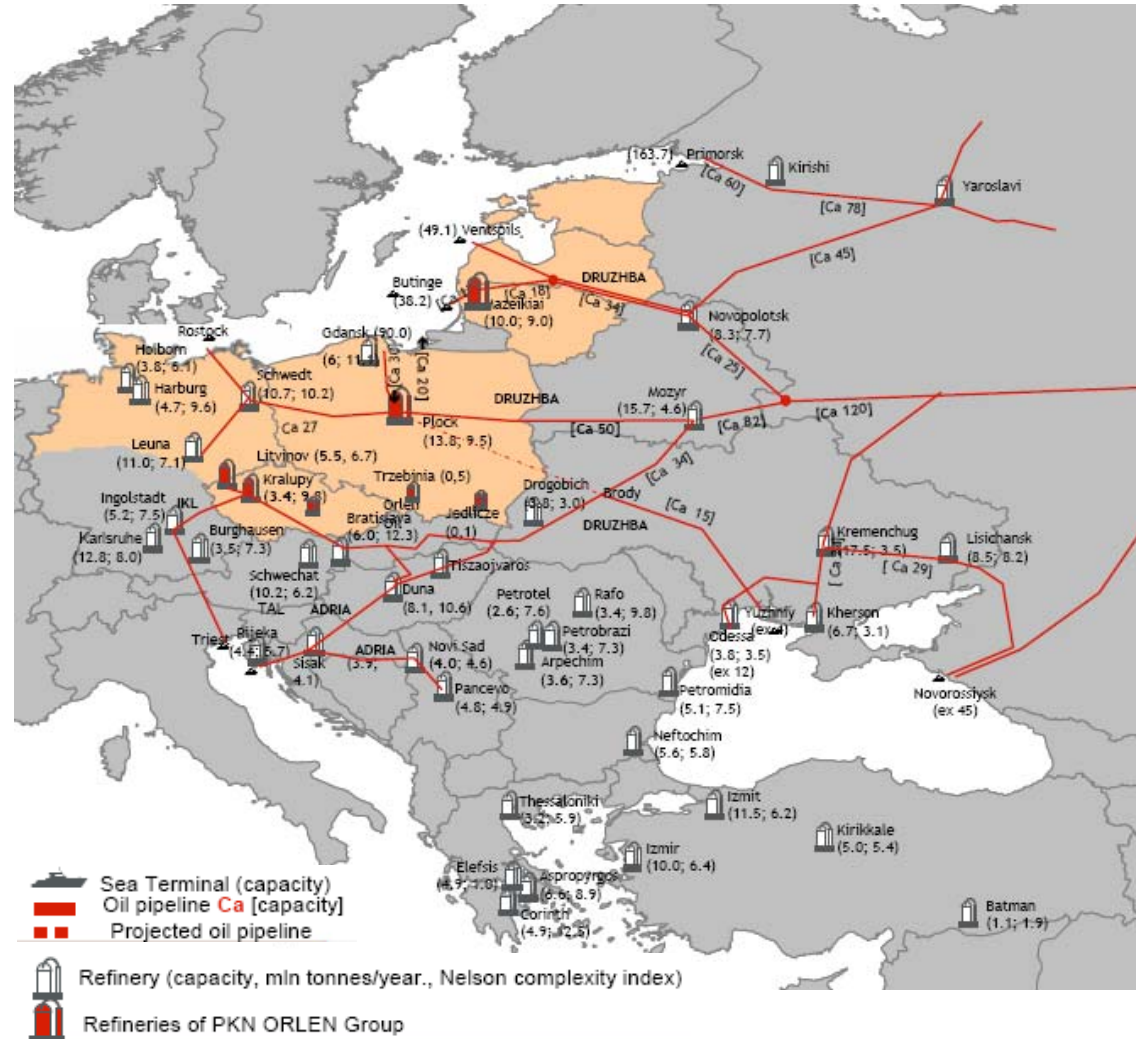 (163.7) Primorsk
[Ca 60]
Kirishi
[Ca 78]
Yaroslavi
(49.1) Ventspils
[Ca 45]
Butinge
(38.2)
[Ca 18]
DRUZHBA
[Ca 34]
azeikiai
(10.0; 9.0)
Novopolotsk
(8.3; 7.7)
[Ca 25]
Rostock
Gdansk (90.0)
[Ca 30]
[Ca 20]
Holborn
(3.8; 6.1)
Harburg
(4.7; 9.6)
Schwedt
(10.7; 10.2)
DRUZHBA
Mozyr
(15.7; 4.6)
[Ca 120]
[Ca 82]
Ca 27
-Plock
(13.8; 9.5)
[Ca 50]
Leuna
(11.0; 7.1)
Litvinov (5.5, 6.7)
[Ca 34]
Kralupy
Trzebinia (0,5)
Drogobich
Brody
[Ca 15]
Ingolstadt
(5.2; 7.5)
IKL
Orlen
Oil
Jedlicze
(0.1)
DRUZHBA
Karlsruhe
(12.8; 8.0)
Burghausen
(3.5; 7.3)
Bratislava
(6.0; 12.3)
Kremenchug
(17.5; 3.5)
Lisichansk
(8.5; 8.2)
[Ca 29]
Schwechat
(10.2; 6.2)
Tiszaojvaros
Duna
(8.1, 10.6)
Petrotel
(2.6; 7.6)
Rafo
(3.4; 9.8)
TAL
ADRIA
Yuzhniy
Kherson
(6.7; 3.1)
Triest
Rijeka
ADRIA
(3.9,
Sisak
4.1)
Novi Sad
(4.0; 4.6)
Petrobrazi
(3.4; 7.3)
Arpechim
(3.6; 7.3)
Odessa
(3.8; 3.5)
(ex 12)
Pancevo
(4.8; 4.9)
Petromidia
(5.1; 7.5)
Novorossiysk
(ex 45)
Neftochim
(5.6; 5.8)
Thessaloniki
(3.2; 5.9)
Izmit
(11.5; 6.2)
Kirikkale
(5.0; 5.4)
Izmir
(10.0; 6.4)
Elefsis
Aspropyrgos
(6.6; 8.9)
Corinth
Batman
(1.1; 1.9)
Sea Terminal (capacity)
Oil pipeline Ca [capacity]
Projected oil pipeline
Refinery (capacity, mln tonnes/year., Nelson complexity index)
Refineries of PKN ORLEN Group